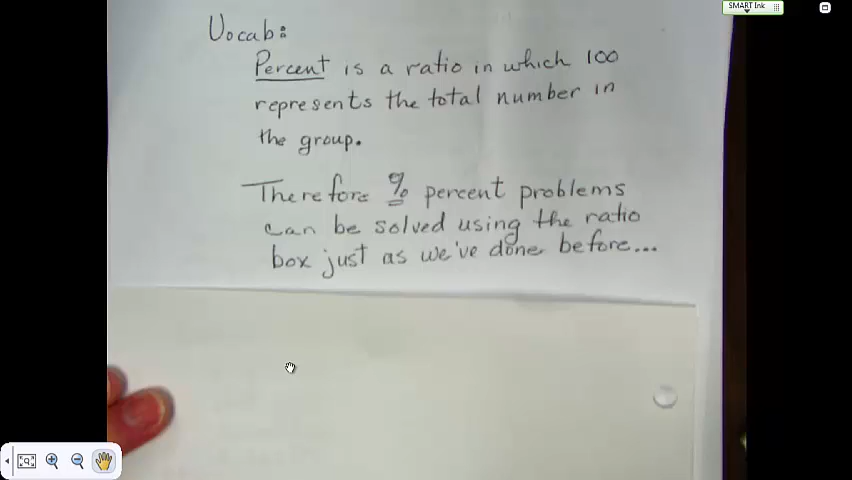 SMART Ink
Vocab:
Percent is a ratio in which 100
represents the total number in
the group.
Therefore % percent problems
can be solved using the ratio
box just as we've done before...